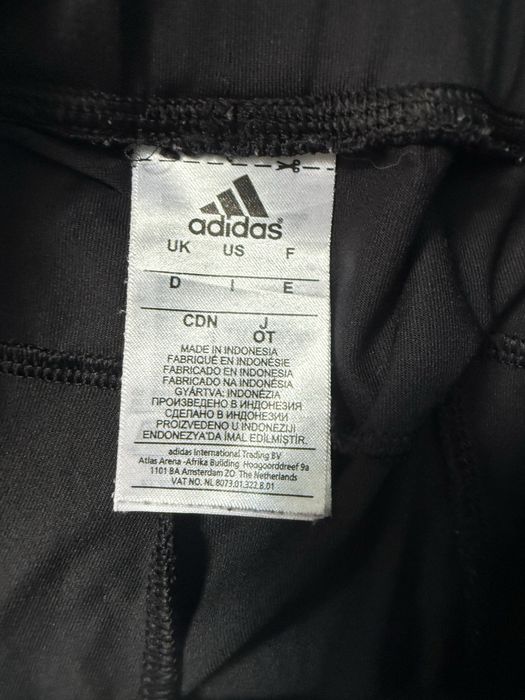 adidas®
UK US F
D I E
CDN J
OT
MADE IN INDONESIA
FABRIQUÉ EN INDONÉSIE
FABRICADO EN INDONESIA
FABRICADO NA INDONÉSIA
GYÁRTVA: INDONÉZIA
ПРОИЗВЕДЕНО В ИНДОНЕЗИЯ
СДЕЛАНО В ИНДОНЕЗИИ
PROIZVEDENO U INDONEZIJI
ENDONEZYA'DA İMAL EDİLMİŞTİR.
adidas International Trading BV
Atlas Arena -Afrika Building Hoogoorddreef 9a
1101 BA Amsterdam ZO The Netherlands
VAT NO. NL 8073.01.322.B.01